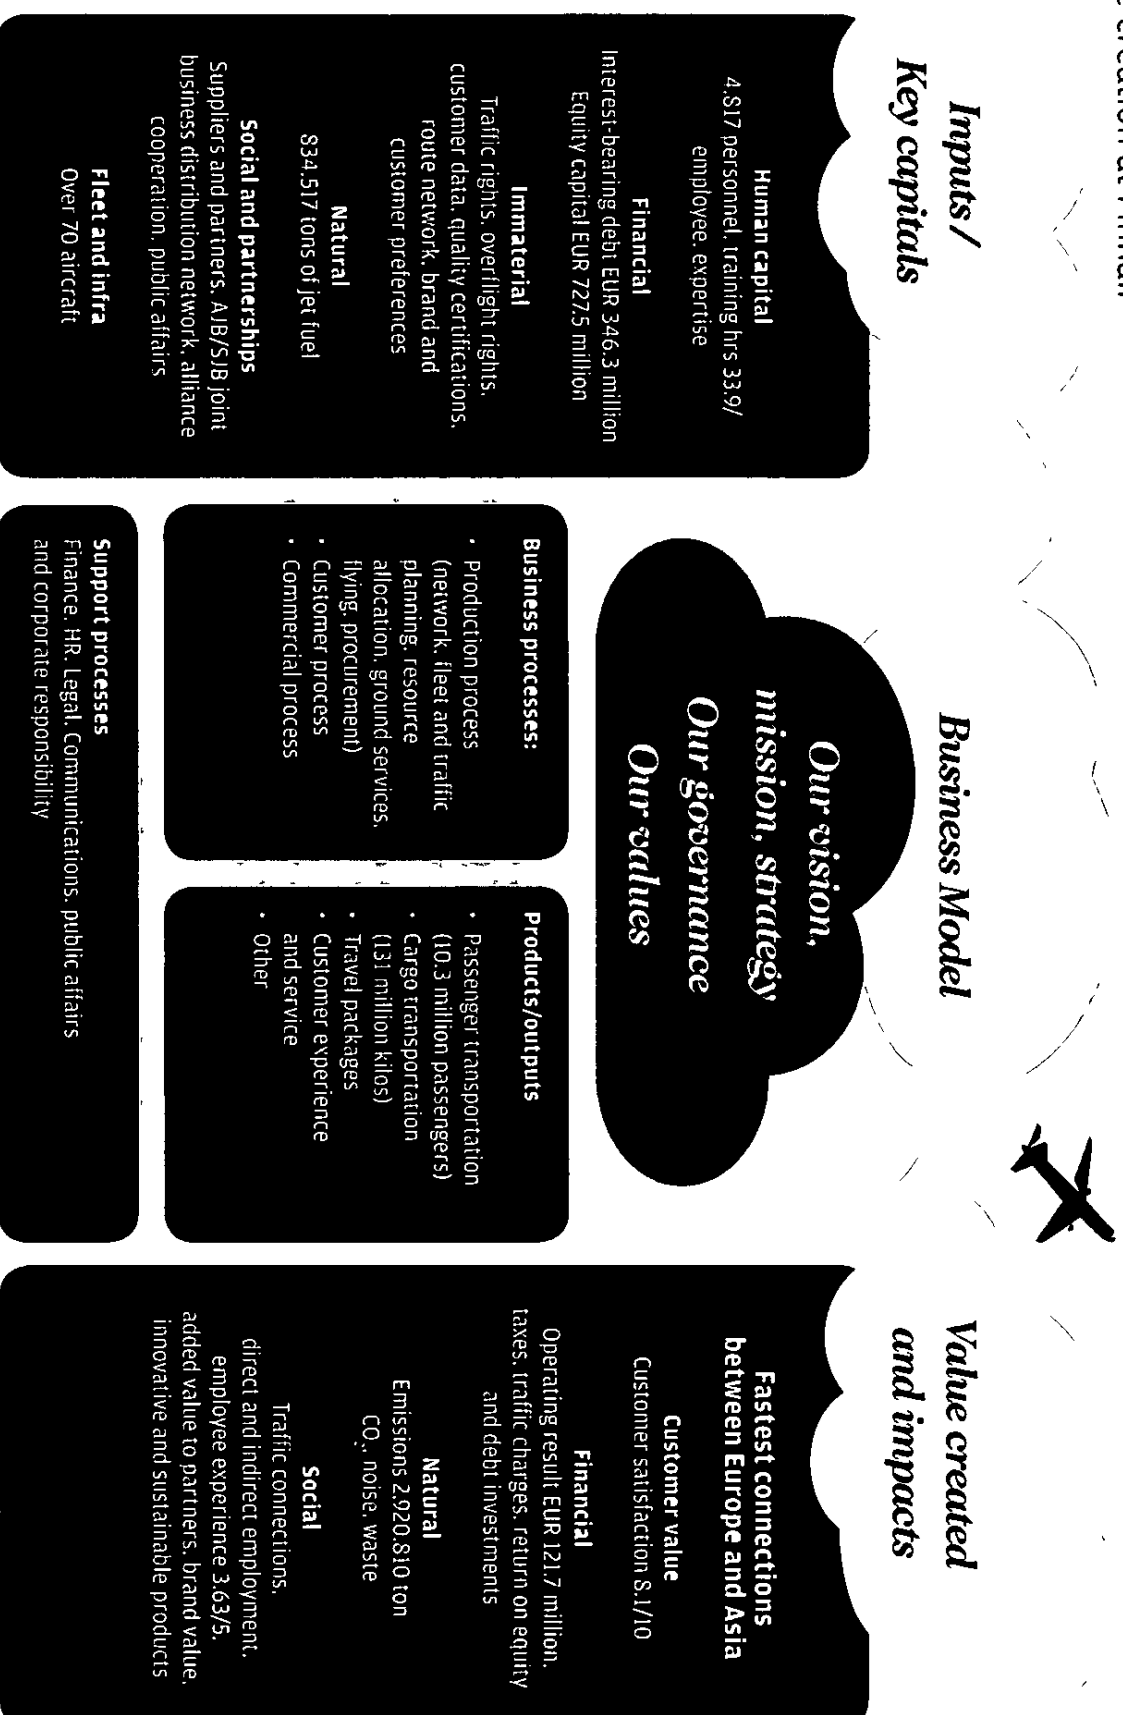 Inputs /
Key capitals
Human capital
4,817 personnel, training hrs 33.9/
employee, expertise
Financial
Interest-bearing debt EUR 346.3 million
Equity capital EUR 727.5 million
Immaterial
Traffic rights, overflight rights,
customer data, quality certifications,
route network, brand and
customer preferences
Natural
834,517 tons of jet fuel
Social and partnerships
Suppliers and partners, AJB/SJB joint
business distribution network, alliance
cooperation, public affairs
Fleet and infra
Over 70 aircraft
Business Model
Our vision,
mission, strategy
Our governance
Our values
Business processes:
• Production process
(network, fleet and traffic
planning, resource
allocation, ground services,
flying, procurement)
• Customer process
• Commercial process
Products/outputs
• Passenger transportation
(10.3 million passengers)
• Cargo transportation
(131 million kilos)
• Travel packages
• Customer experience
and service
• Other
Support processes
Finance, HR, Legal, Communications, public affairs
and corporate responsibility
Value created
and impacts
Fastest connections
between Europe and Asia
Customer value
Customer satisfaction 8.1/10
Financial
Operating result EUR 121.7 million,
taxes, traffic charges, return on equity
and debt investments
Natural
Emissions 2,920,810 ton
CO₂, noise, waste
Social
Traffic connections,
direct and indirect employment,
employee experience 3.63/5,
added value to partners, brand value,
innovative and sustainable products